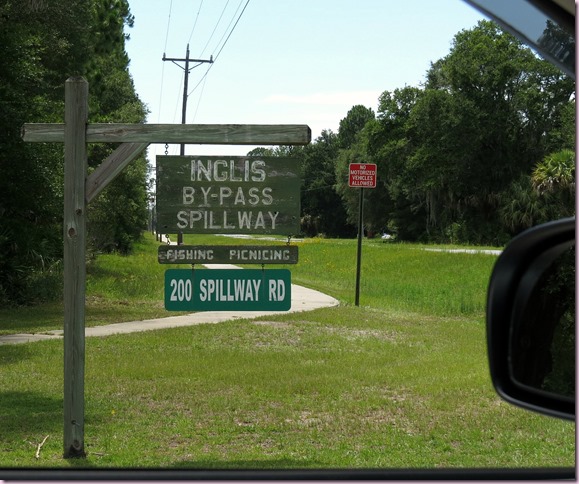 INGLIS
BY-PASS
SPILLWAY
FISHING PICNICING
200 SPILLWAY RD
NO
MOTORIZED
VEHICLES
ALLOWED